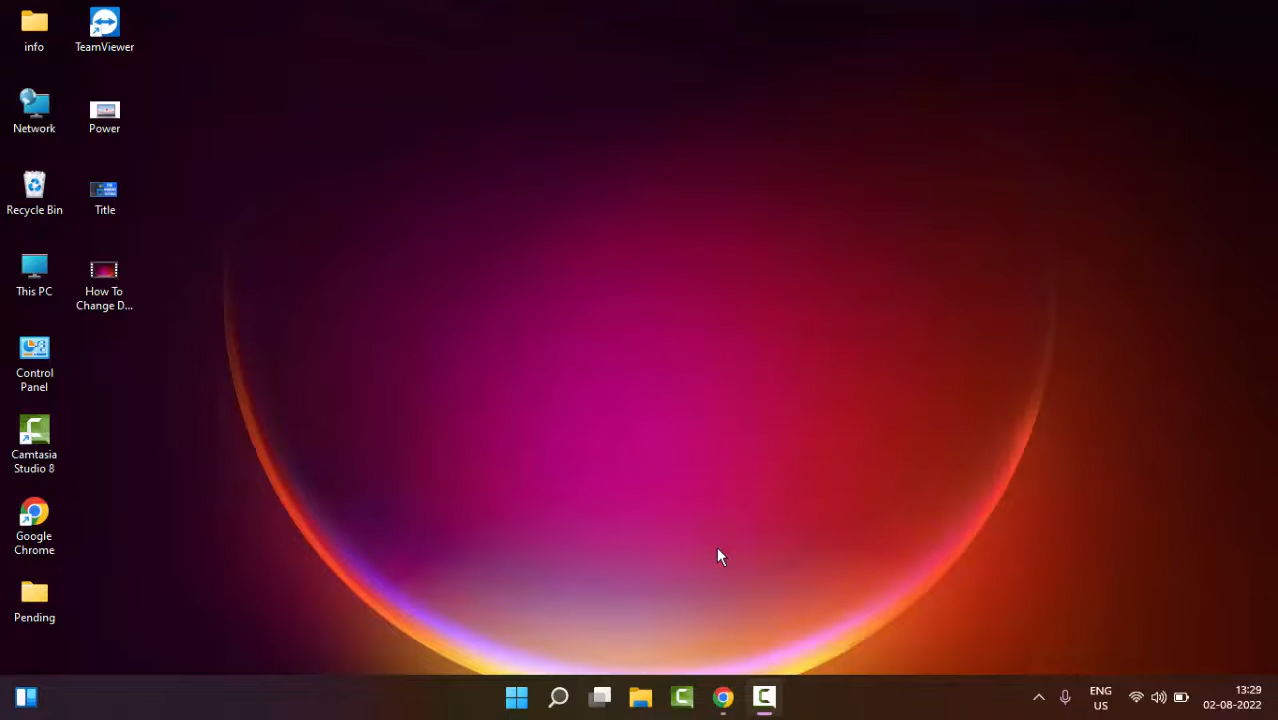 info
TeamViewer
Network
Power
Recycle Bin
Title
This PC
How To
Change D...
Control
Panel
Camtasia
Studio 8
Google
Chrome
Pending
ENG
US
13:29
02-08-2022